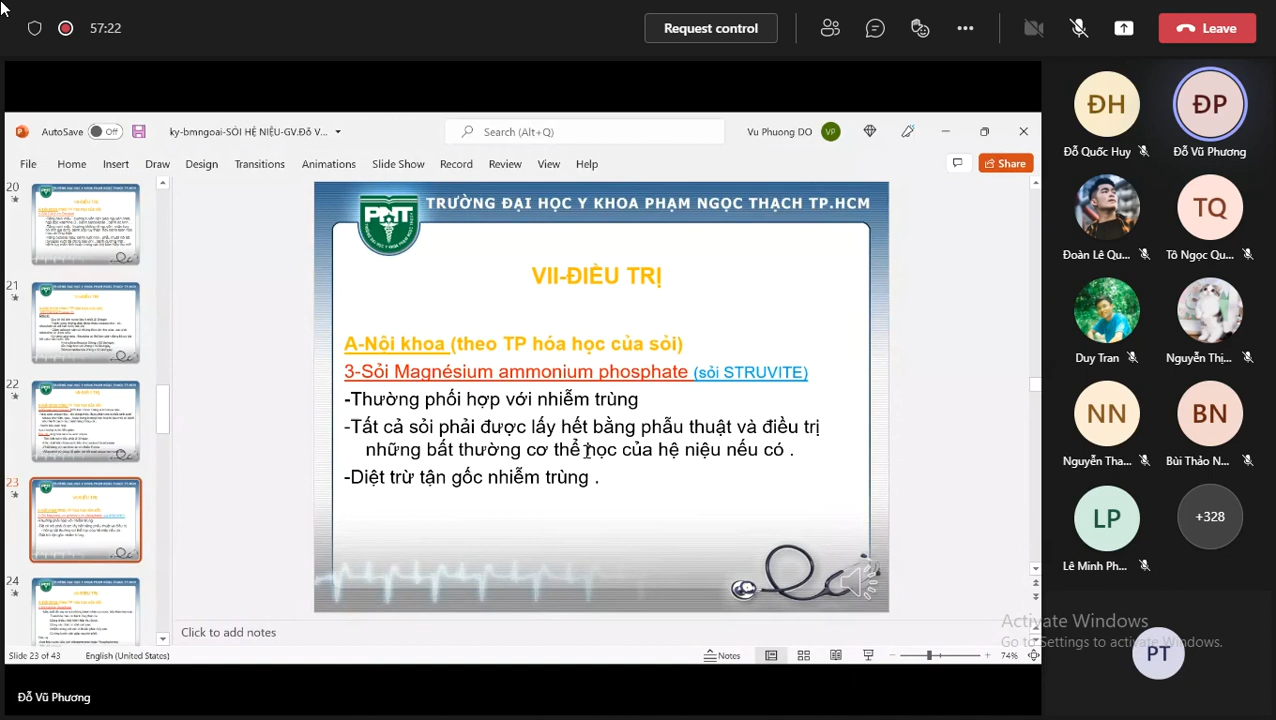 57:22
Request control
Leave
AutoSave Off
ky-bmngoai-SỎI HỆ NIỆU-GV.Đỗ V...
Search (Alt+Q)
Vu Phuong DO VP
File Home Insert Draw Design Transitions Animations Slide Show Record Review View Help
Share
20
21
22
23
24
TRƯỜNG ĐẠI HỌC Y KHOA PHẠM NGỌC THẠCH TP.HCM
PNT
VII-ĐIỀU TRỊ
A-Nội khoa (theo TP hóa học của sỏi)
3-Sỏi Magnésium ammonium phosphate (sỏi STRUVITE)
-Thường phối hợp với nhiễm trùng
-Tất cả sỏi phải được lấy hết bằng phẫu thuật và điều trị
những bất thường cơ thể học của hệ niệu nếu có .
-Diệt trừ tận gốc nhiễm trùng .
Click to add notes
Slide 23 of 43
English (United States)
Notes
74%
Đỗ Vũ Phương
ĐH
Đỗ Quốc Huy
ĐP
Đỗ Vũ Phương
Đoàn Lê Qu...
TQ
Tô Ngọc Qu...
Duy Tran
Nguyễn Thị...
NN
Nguyễn Tha...
BN
Bùi Thảo N...
LP
Lê Minh Ph...
+328
PT
Activate Windows
Go to Settings to activate Windows.